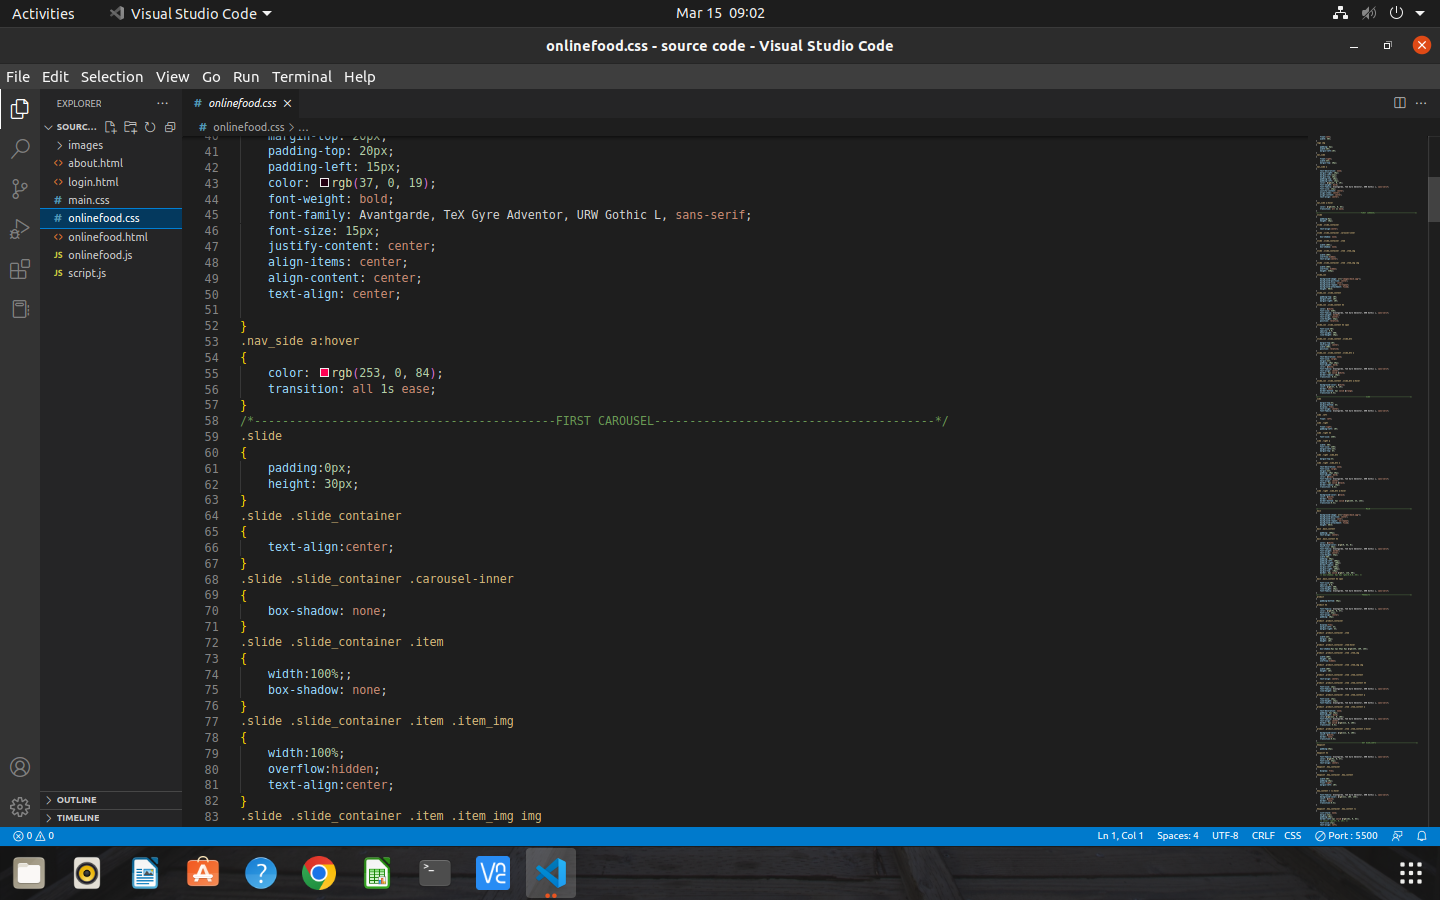 Activities
Visual Studio Code
Mar 15 09:02
onlinefood.css - source code - Visual Studio Code
File Edit Selection View Go Run Terminal Help
EXPLORER
SOURC...
images
about.html
login.html
main.css
onlinefood.css
onlinefood.html
JS onlinefood.js
JS script.js
OUTLINE
TIMELINE
# onlinefood.css
# onlinefood.css > ...
40 margin-top: 20px;
41 padding-top: 20px;
42 padding-left: 15px;
43 color: rgb(37, 0, 19);
44 font-weight: bold;
45 font-family: Avantgarde, TeX Gyre Adventor, URW Gothic L, sans-serif;
46 font-size: 15px;
47 justify-content: center;
48 align-items: center;
49 align-content: center;
50 text-align: center;
51
52 }
53 .nav_side a:hover
54 {
55 color: rgb(253, 0, 84);
56 transition: all 1s ease;
57 }
58 /*-------------------------------------------FIRST CAROUSEL----------------------------------------*/
59 .slide
60 {
61 padding:0px;
62 height: 30px;
63 }
64 .slide .slide_container
65 {
66 text-align:center;
67 }
68 .slide .slide_container .carousel-inner
69 {
70 box-shadow: none;
71 }
72 .slide .slide_container .item
73 {
74 width:100%;;
75 box-shadow: none;
76 }
77 .slide .slide_container .item .item_img
78 {
79 width:100%;
80 overflow:hidden;
81 text-align:center;
82 }
83 .slide .slide_container .item .item_img img
0 0
Ln 1, Col 1 Spaces: 4 UTF-8 CRLF CSS Port : 5500